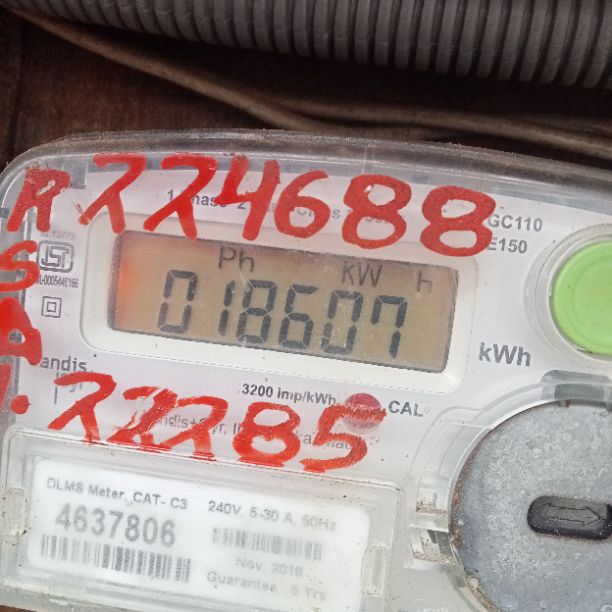 R 224688
GC110
E150
Ph kW h
018607
kWh
3200 Imp/kWh
CAL
andis
22285
DLMS Meter, CAT- C3
240V, 5-30 A, 50Hz
4637806
Nov. 2018
Guarantee 5 Yrs